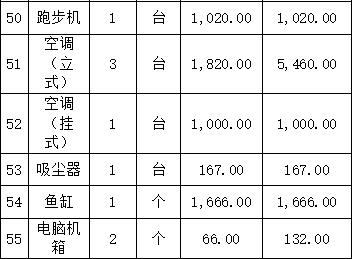 50 跑步机 1 台 1,020.00 1,020.00
51 空调（立式） 3 台 1,820.00 5,460.00
52 空调（挂式） 1 台 1,000.00 1,000.00
53 吸尘器 1 台 167.00 167.00
54 鱼缸 1 个 1,666.00 1,666.00
55 电脑机箱 2 个 66.00 132.00